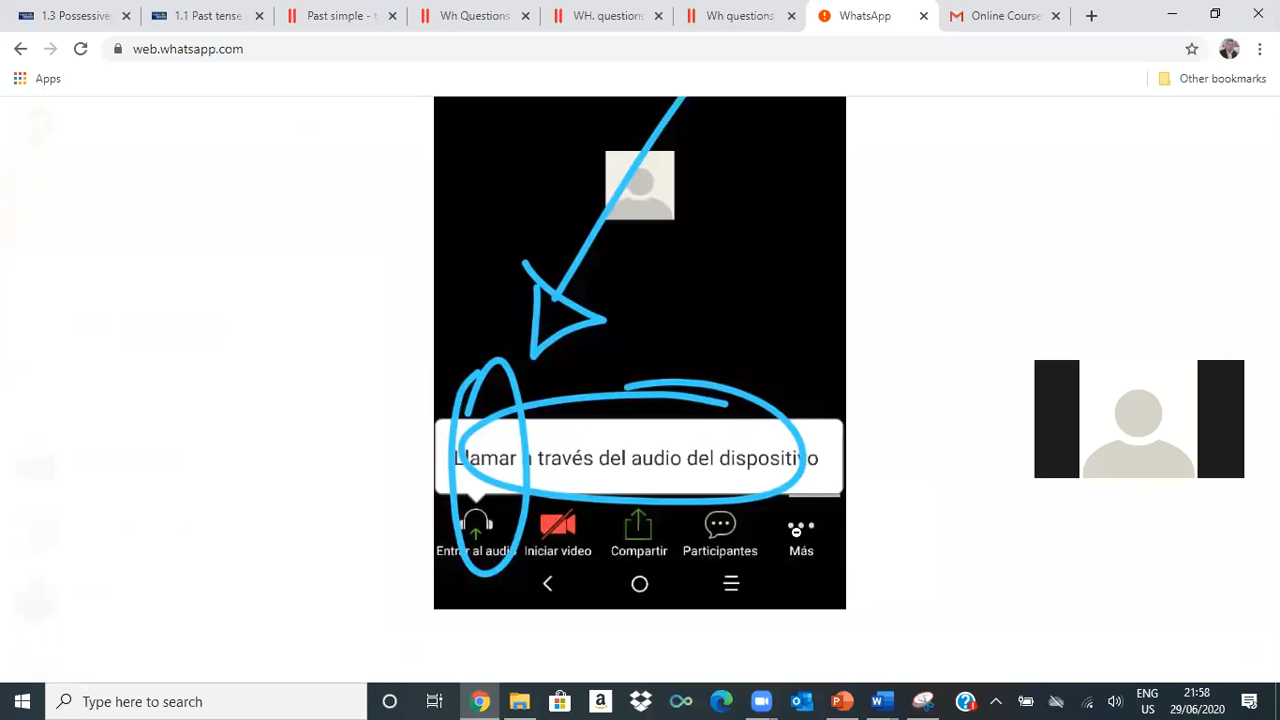 1.3 Possessive
1.1 Past tense
Past simple - t
Wh Questions
WH. questions
Wh questions
WhatsApp
Online Course
web.whatsapp.com
Apps
Other bookmarks
Llamar a través del audio del dispositivo
Entrar al audio
Iniciar video
Compartir
Participantes
Más
Type here to search
ENG
US
21:58
29/06/2020